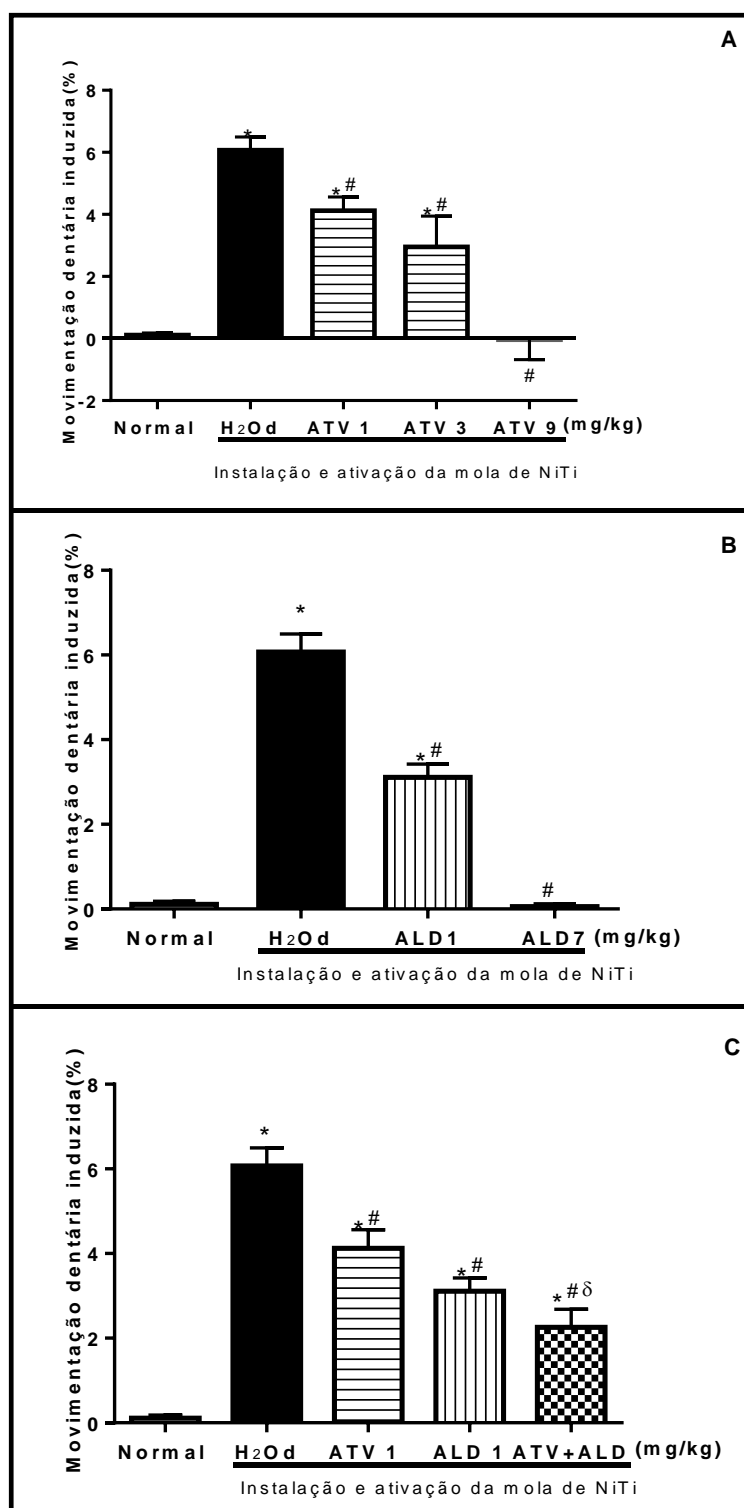 A
Movimentação dentária induzida(%)
8
6
4
2
0
-2
*
* #
* #
#
Normal H2Od ATV 1 ATV 3 ATV 9 (mg/kg)
Instalação e ativação da mola de NiTi
B
Movimentação dentária induzida(%)
8
6
4
2
0
*
* #
#
Normal H2Od ALD1 ALD7 (mg/kg)
Instalação e ativação da mola de NiTi
C
Movimentação dentária induzida(%)
8
6
4
2
0
*
* #
* #
* # δ
Normal H2Od ATV 1 ALD 1 ATV+ALD (mg/kg)
Instalação e ativação da mola de NiTi